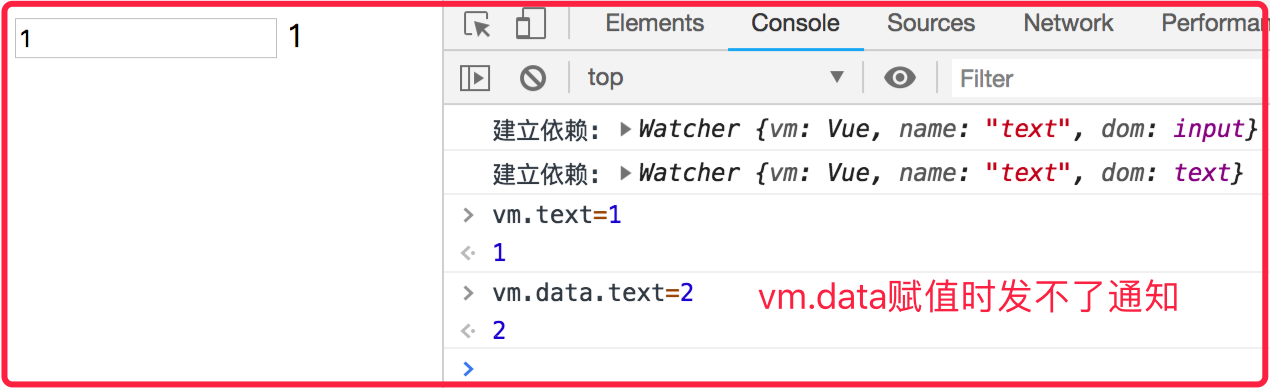 1 1
Elements Console Sources Network Performan
top Filter
建立依赖: Watcher {vm: Vue, name: "text", dom: input}
建立依赖: Watcher {vm: Vue, name: "text", dom: text}
vm.text=1
1
vm.data.text=2
vm.data赋值时发不了通知
2